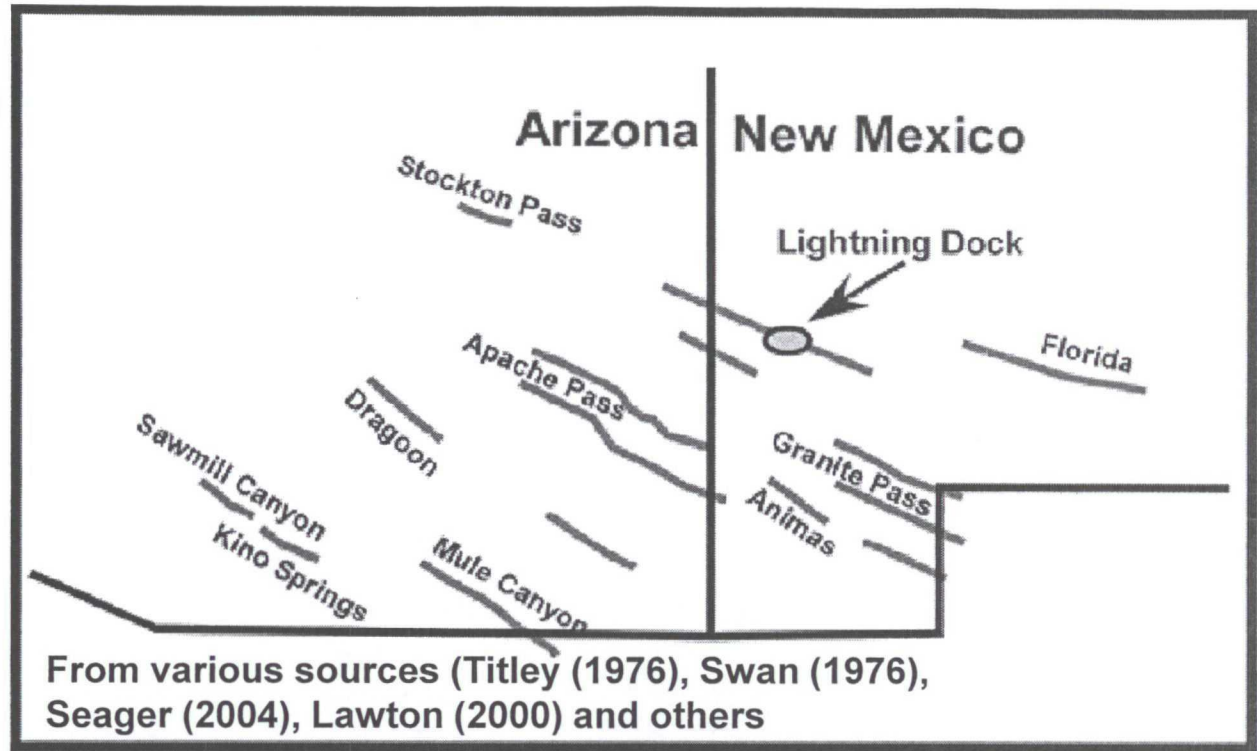 Arizona
New Mexico
Stockton Pass
Lightning Dock
Florida
Apache Pass
Dragoon
Granite Pass
Sawmill Canyon
Animas
Kino Springs
Mule Canyon
From various sources (Titley (1976), Swan (1976),
Seager (2004), Lawton (2000) and others